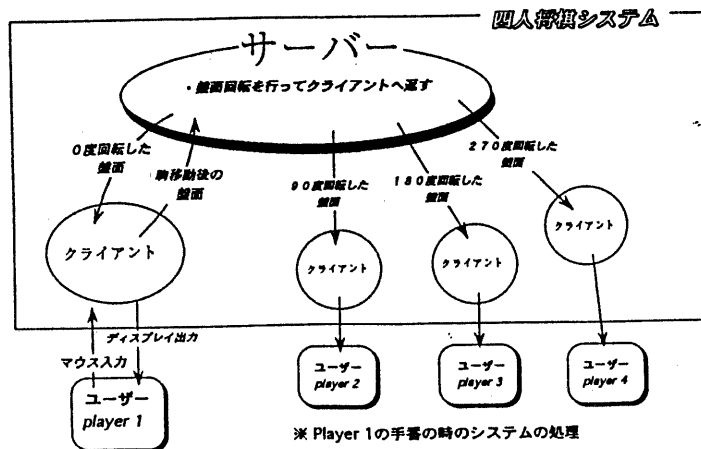 四人将棋システム
サーバー
・盤面回転を行ってクライアントへ返す
0度回転した
盤面
駒移動後の
盤面
90度回転した
盤面
180度回転した
盤面
270度回転した
盤面
クライアント
クライアント
クライアント
クライアント
マウス入力
ディスプレイ出力
ユーザー
player 1
ユーザー
player 2
ユーザー
player 3
ユーザー
player 4
※ Player 1の手番の時のシステムの処理